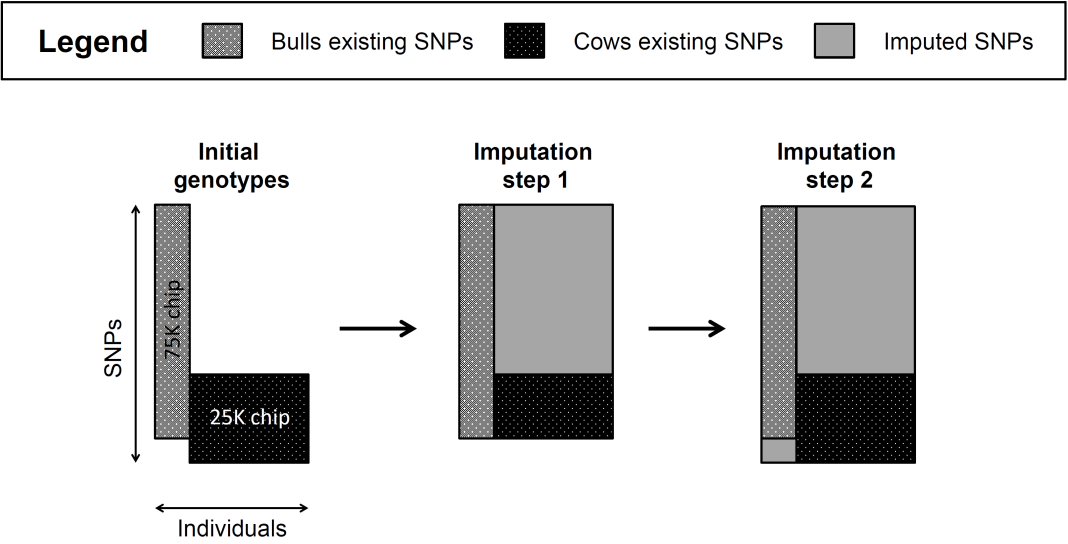 Legend
Bulls existing SNPs
Cows existing SNPs
Imputed SNPs
Initial
genotypes
Imputation
step 1
Imputation
step 2
SNPs
75K chip
25K chip
Individuals